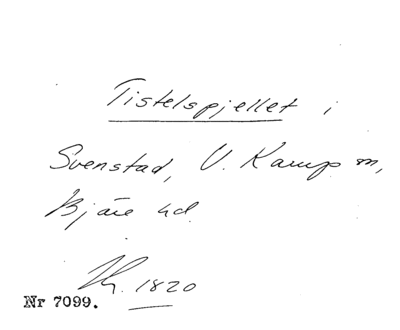 Tistelspjellet i
Svenstad, V. Karup sn,
Bjäre hd.
1820
Nr 7099.